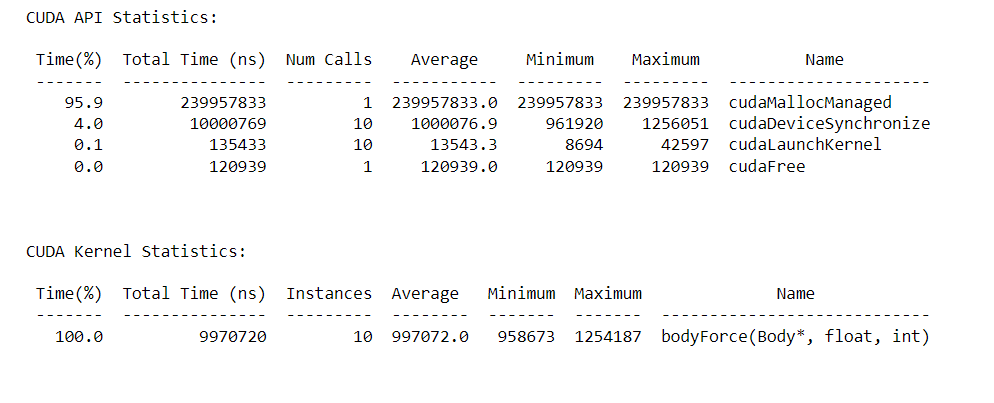 CUDA API Statistics:
Time(%) Total Time (ns) Num Calls Average Minimum Maximum Name
------- --------------- --------- ----------- --------- --------- ---------------------
95.9 239957833 1 239957833.0 239957833 239957833 cudaMallocManaged
4.0 10000769 10 1000076.9 961920 1256051 cudaDeviceSynchronize
0.1 135433 10 13543.3 8694 42597 cudaLaunchKernel
0.0 120939 1 120939.0 120939 120939 cudaFree
CUDA Kernel Statistics:
Time(%) Total Time (ns) Instances Average Minimum Maximum Name
------- --------------- --------- -------- ------- ------- ----------------------------
100.0 9970720 10 997072.0 958673 1254187 bodyForce(Body*, float, int)